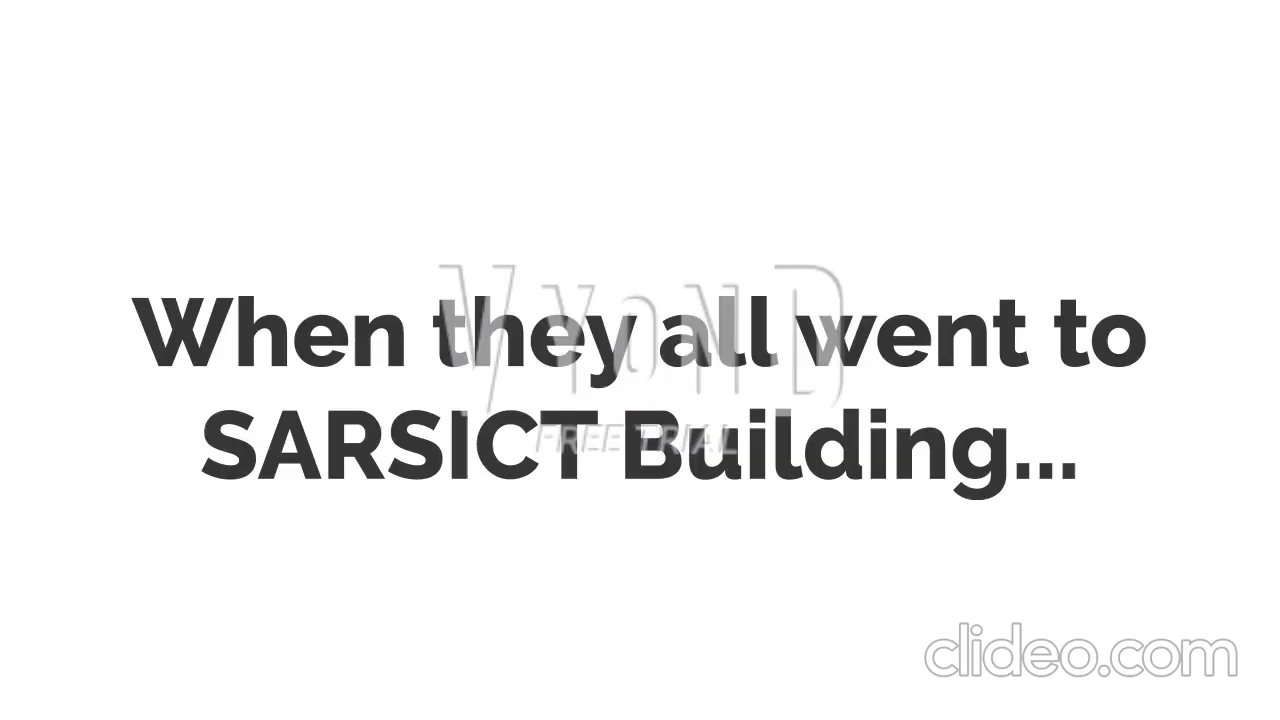 When they all went to
SARSICT Building...
VYOND
FREE TRIAL
clideo.com